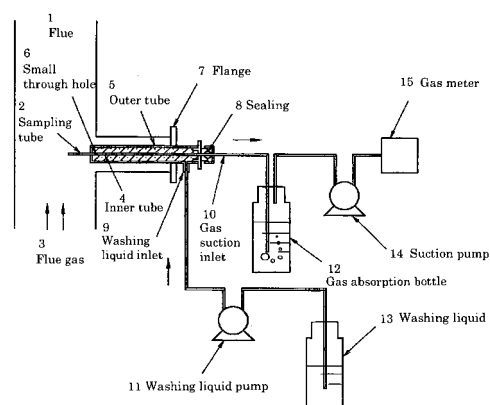 1
Flue
6
Small
through hole
5
Outer tube
7 Flange
8 Sealing
15 Gas meter
2
Sampling
tube
4
Inner tube
9
Washing
liquid inlet
10
Gas
suction
inlet
3
Flue gas
14 Suction pump
12
Gas absorption bottle
13 Washing liquid
11 Washing liquid pump